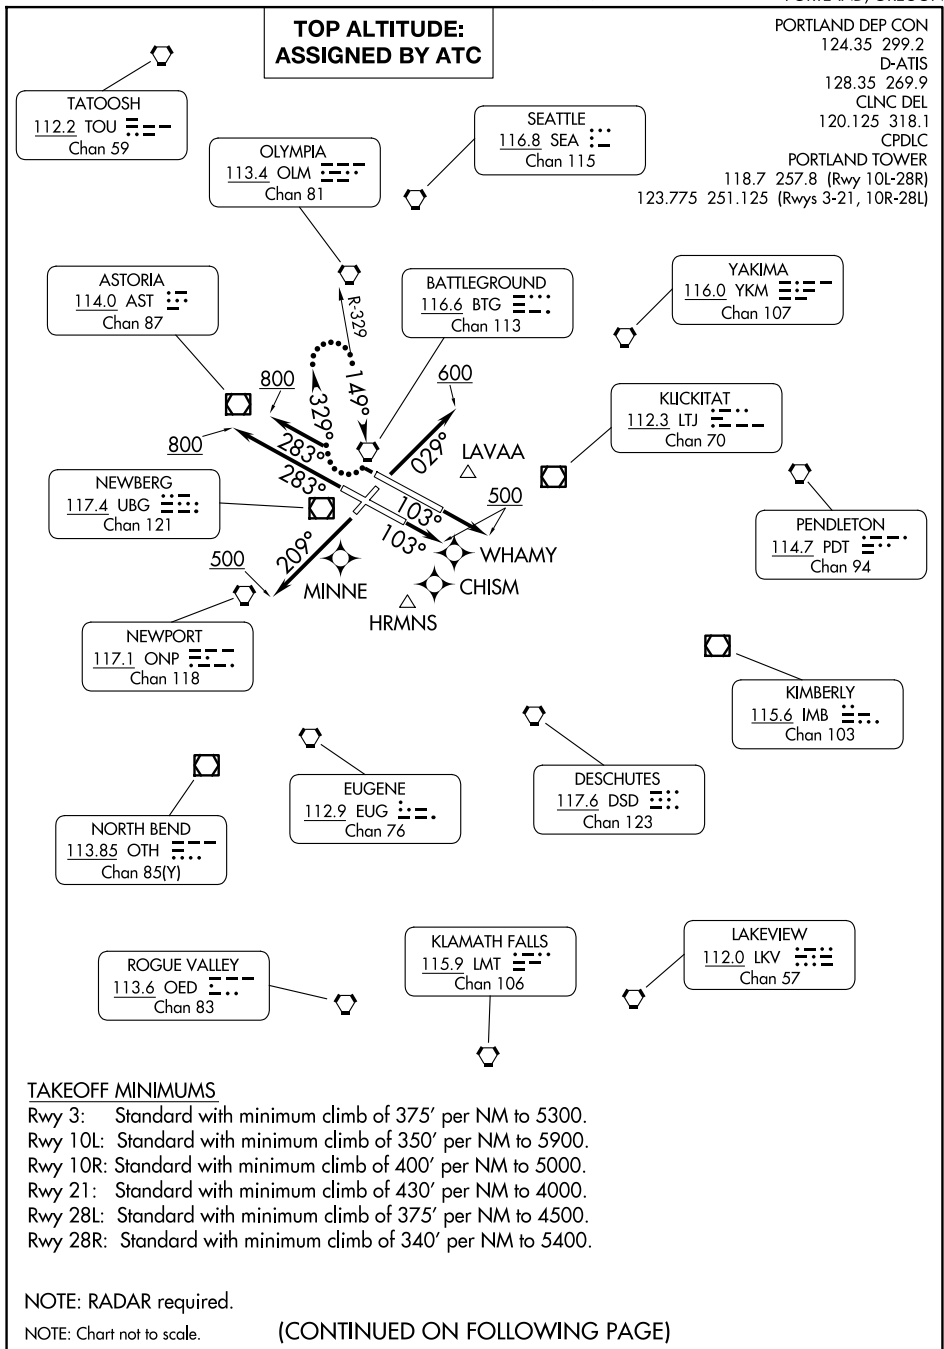 TOP ALTITUDE:
ASSIGNED BY ATC
PORTLAND DEP CON
124.35 299.2
D-ATIS
128.35 269.9
CLNC DEL
120.125 318.1
CPDLC
PORTLAND TOWER
118.7 257.8 (Rwy 10L-28R)
123.775 251.125 (Rwys 3-21, 10R-28L)
TATOOSH
112.2 TOU
Chan 59
SEATTLE
116.8 SEA
Chan 115
OLYMPIA
113.4 OLM
Chan 81
ASTORIA
114.0 AST
Chan 87
BATTLEGROUND
116.6 BTG
Chan 113
YAKIMA
116.0 YKM
Chan 107
R-329
149°
329°
800
283°
800
283°
600
029°
LAVAA
KLICKITAT
112.3 LTJ
Chan 70
NEWBERG
117.4 UBG
Chan 121
103°
500
103°
WHAMY
CHISM
MINNE
HRMNS
209°
500
PENDLETON
114.7 PDT
Chan 94
NEWPORT
117.1 ONP
Chan 118
KIMBERLY
115.6 IMB
Chan 103
EUGENE
112.9 EUG
Chan 76
DESCHUTES
117.6 DSD
Chan 123
NORTH BEND
113.85 OTH
Chan 85(Y)
ROGUE VALLEY
113.6 OED
Chan 83
KLAMATH FALLS
115.9 LMT
Chan 106
LAKEVIEW
112.0 LKV
Chan 57
TAKEOFF MINIMUMS
Rwy 3: Standard with minimum climb of 375' per NM to 5300.
Rwy 10L: Standard with minimum climb of 350' per NM to 5900.
Rwy 10R: Standard with minimum climb of 400' per NM to 5000.
Rwy 21: Standard with minimum climb of 430' per NM to 4000.
Rwy 28L: Standard with minimum climb of 375' per NM to 4500.
Rwy 28R: Standard with minimum climb of 340' per NM to 5400.
NOTE: RADAR required.
NOTE: Chart not to scale.
(CONTINUED ON FOLLOWING PAGE)